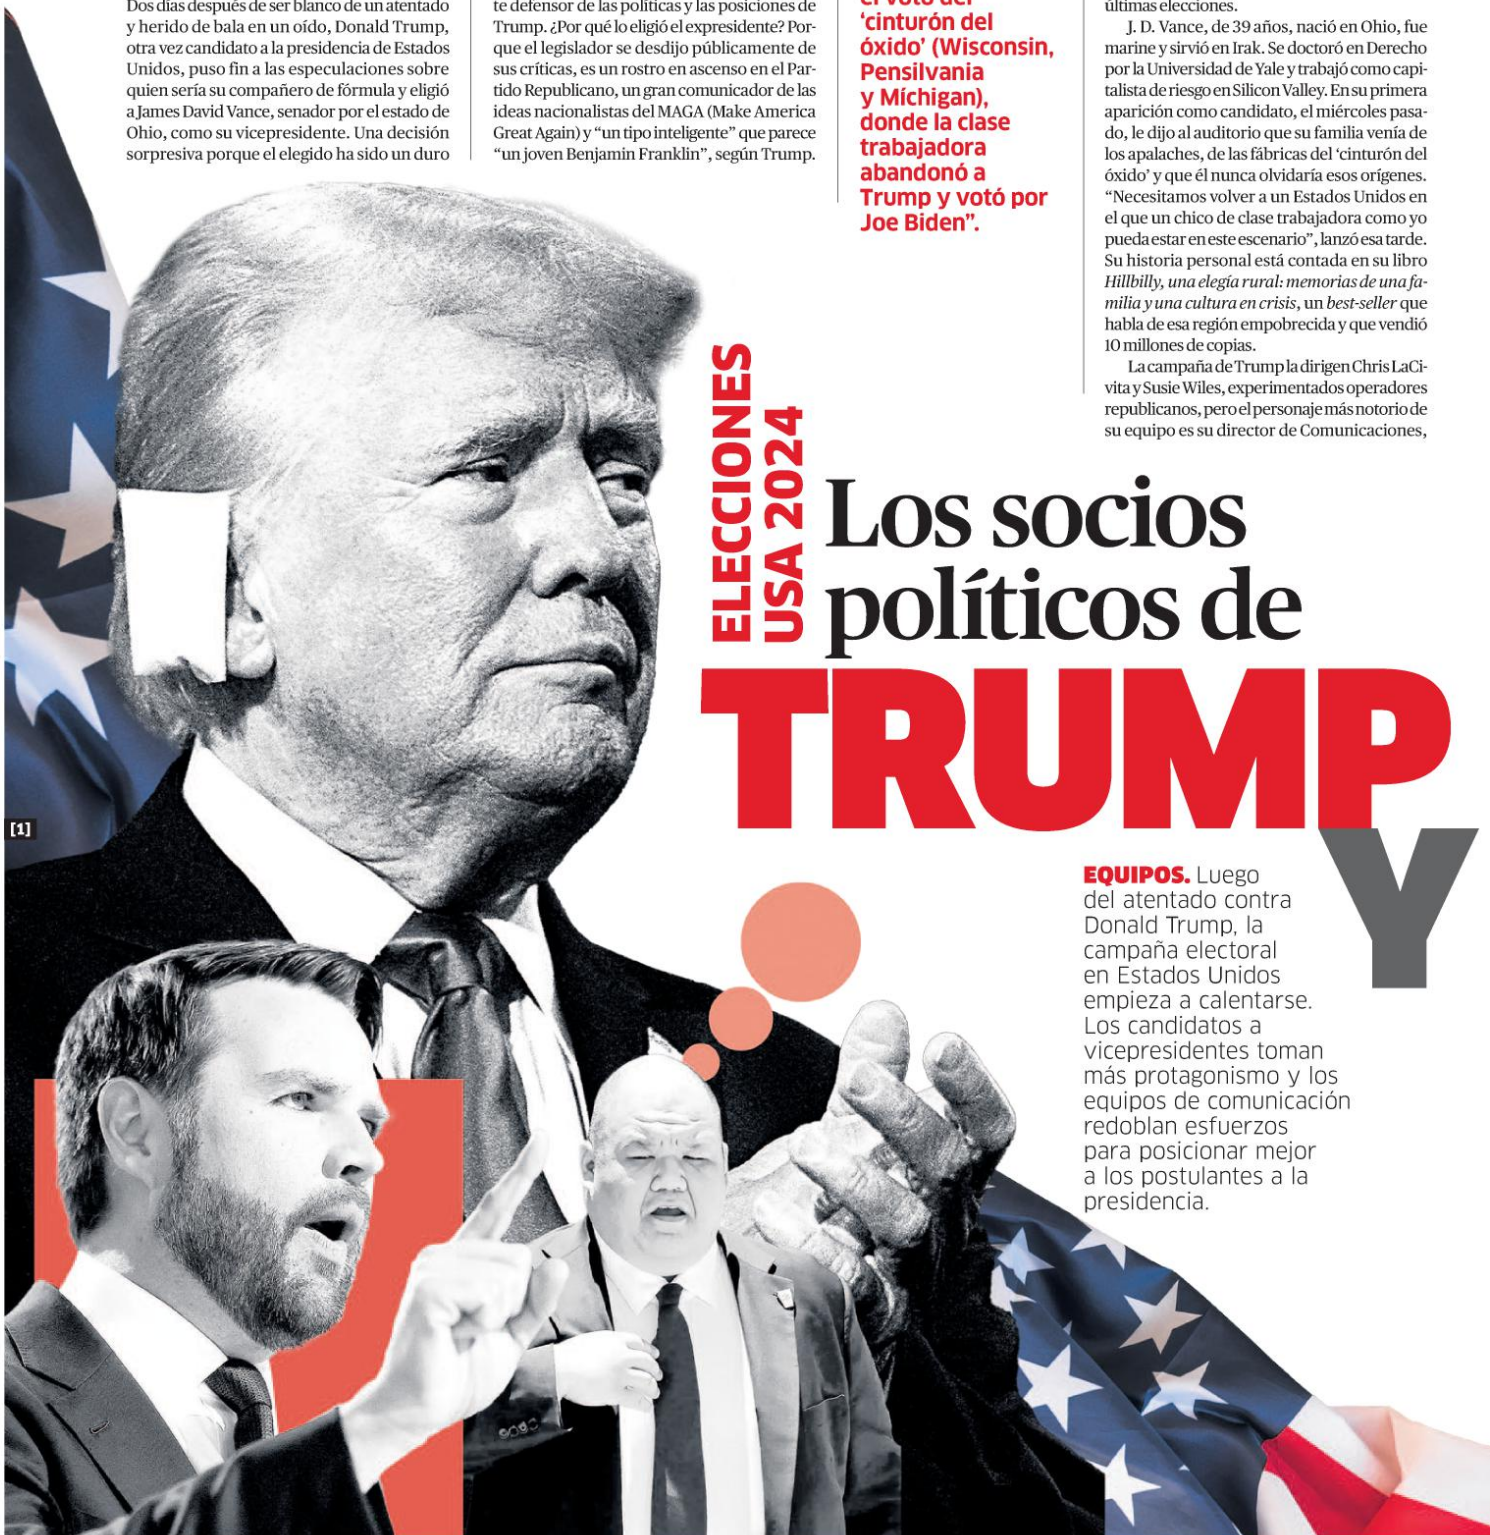 Dos días después de ser blanco de un atentado
y herido de bala en un oído, Donald Trump,
otra vez candidato a la presidencia de Estados
Unidos, puso fin a las especulaciones sobre
quien sería su compañero de fórmula y eligió
a James David Vance, senador por el estado de
Ohio, como su vicepresidente. Una decisión
sorpresiva porque el elegido ha sido un duro
te defensor de las políticas y las posiciones de
Trump. ¿Por qué lo eligió el expresidente? Por-
que el legislador se desdijo públicamente de
sus críticas, es un rostro en ascenso en el Par-
tido Republicano, un gran comunicador de las
ideas nacionalistas del MAGA (Make America
Great Again) y “un tipo inteligente” que parece
“un joven Benjamin Franklin”, según Trump.
el voto del
‘cinturón del
óxido’ (Wisconsin,
Pensilvania
y Míchigan),
donde la clase
trabajadora
abandonó a
Trump y votó por
Joe Biden”.
últimas elecciones.
J. D. Vance, de 39 años, nació en Ohio, fue
marine y sirvió en Irak. Se doctoró en Derecho
por la Universidad de Yale y trabajó como capi-
talista de riesgo en Silicon Valley. En su primera
aparición como candidato, el miércoles pasa-
do, le dijo al auditorio que su familia venía de
los apalaches, de las fábricas del ‘cinturón del
óxido’ y que él nunca olvidaría esos orígenes.
“Necesitamos volver a un Estados Unidos en
el que un chico de clase trabajadora como yo
pueda estar en este escenario”, lanzó esa tarde.
Su historia personal está contada en su libro
Hillbilly, una elegía rural: memorias de una fa-
milia y una cultura en crisis, un best-seller que
habla de esa región empobrecida y que vendió
10 millones de copias.
La campaña de Trump la dirigen Chris LaCi-
vita y Susie Wiles, experimentados operadores
republicanos, pero el personaje más notorio de
su equipo es su director de Comunicaciones,
ELECCIONES
USA 2024
Los socios
políticos de
TRUMP
Y
[1]
EQUIPOS. Luego
del atentado contra
Donald Trump, la
campaña electoral
en Estados Unidos
empieza a calentarse.
Los candidatos a
vicepresidentes toman
más protagonismo y los
equipos de comunicación
redoblan esfuerzos
para posicionar mejor
a los postulantes a la
presidencia.